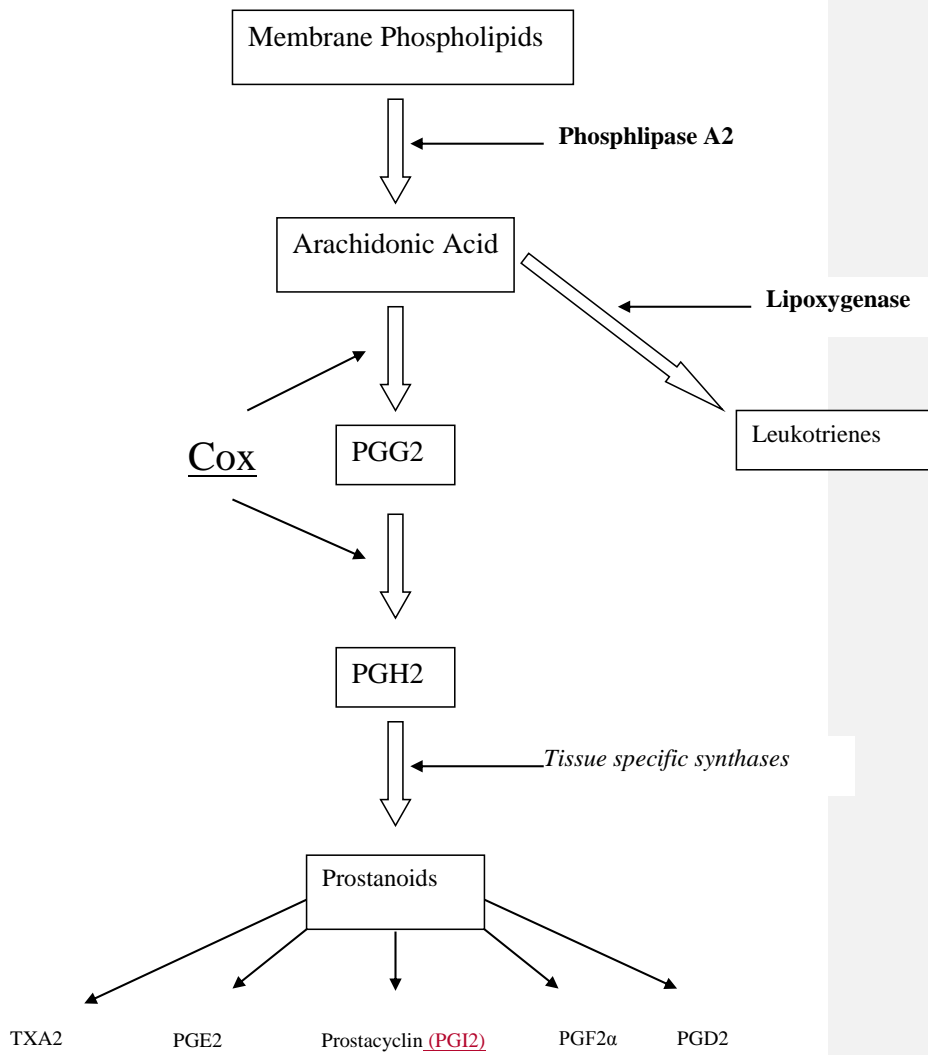 Membrane Phospholipids
Phosphlipase A2
Arachidonic Acid
Lipoxygenase
Leukotrienes
Cox
PGG2
PGH2
Tissue specific synthases
Prostanoids
TXA2
PGE2
Prostacyclin (PGI2)
PGF2α
PGD2